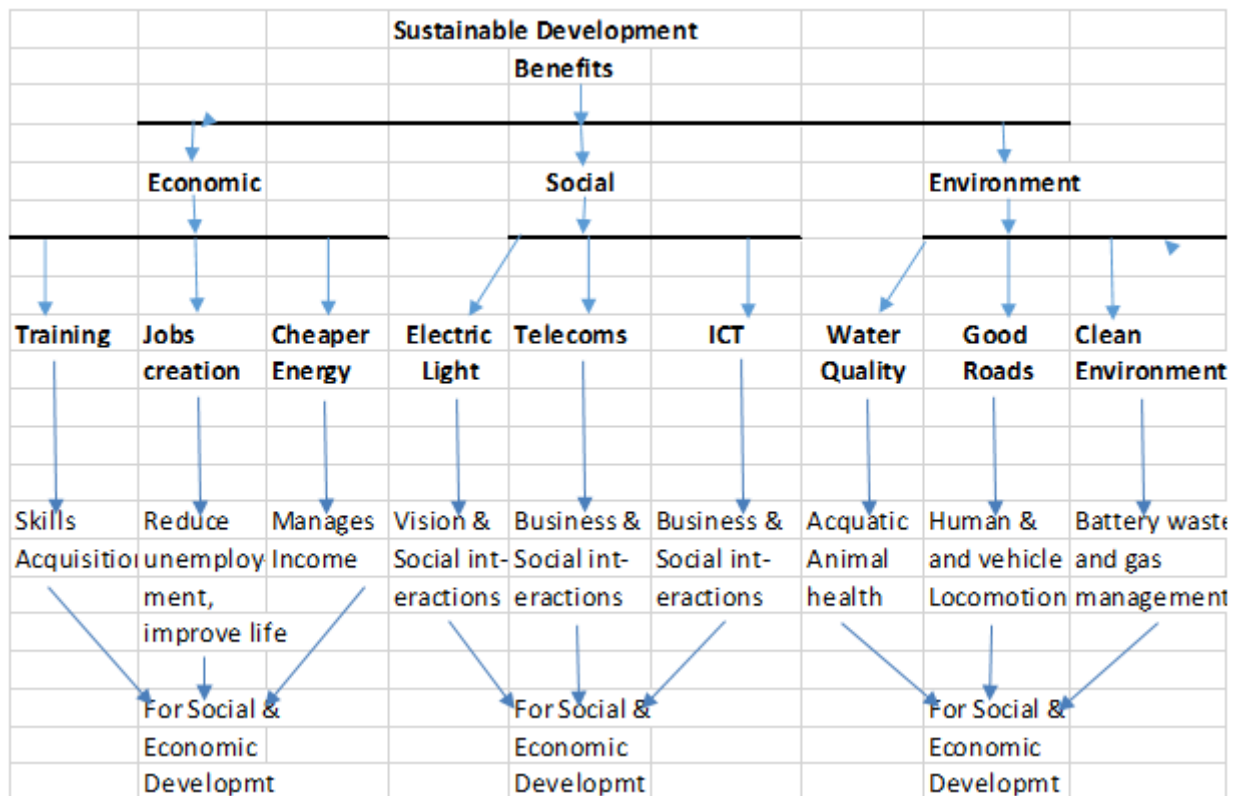 Sustainable Development
Benefits
Economic Social Environment
Training Jobs Cheaper Electric Telecoms ICT Water Good Clean
creation Energy Light Quality Roads Environment
Skills Reduce Manages Vision & Business & Business & Acquatic Human & Battery waste
Acquisition unemploy- Income Social int- Social int- Social int- Animal and vehicle and gas
ment, eractions eractions eractions health Locomotion management
improve life
For Social & For Social & For Social &
Economic Economic Economic
Developmt Developmt Developmt